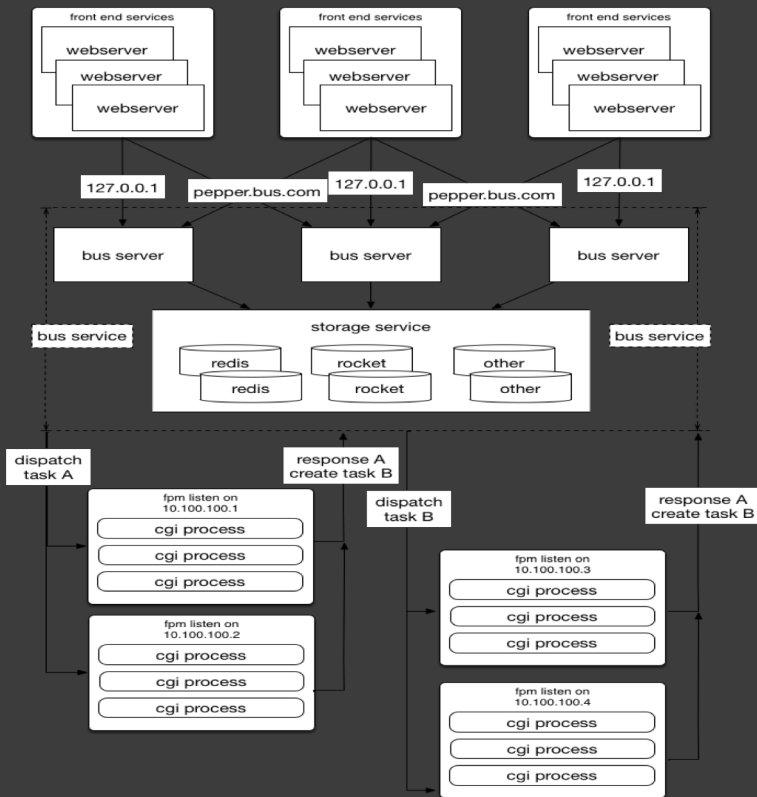 front end services
webserver
webserver
webserver
front end services
webserver
webserver
webserver
front end services
webserver
webserver
webserver
127.0.0.1
pepper.bus.com
127.0.0.1
pepper.bus.com
127.0.0.1
bus server
bus server
bus server
bus service
storage service
redis
redis
rocket
rocket
other
other
bus service
dispatch
task A
response A
create task B
fpm listen on
10.100.100.1
cgi process
cgi process
cgi process
fpm listen on
10.100.100.2
cgi process
cgi process
cgi process
dispatch
task B
response A
create task B
fpm listen on
10.100.100.3
cgi process
cgi process
cgi process
fpm listen on
10.100.100.4
cgi process
cgi process
cgi process